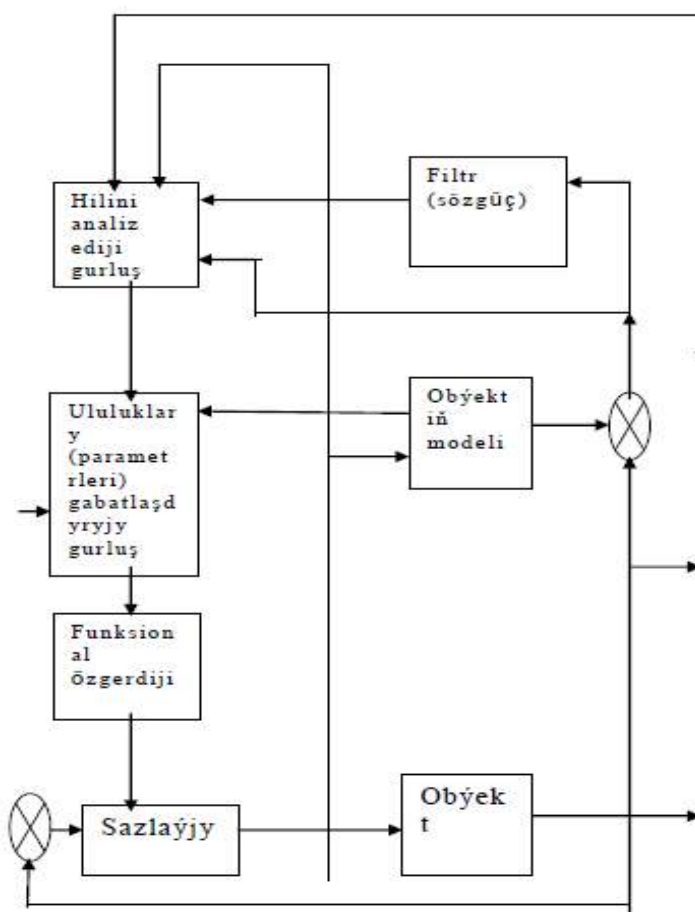 Hilini
analiz
ediji
gurluş
Filtr
(sözgüç)
Ululuklar
y
(paramet
rleri)
gabatlaşd
yryjy
gurluş
Obýekt
iň
modeli
Funksion
al
özgerdiji
Sazlaýjy
Obýek
t